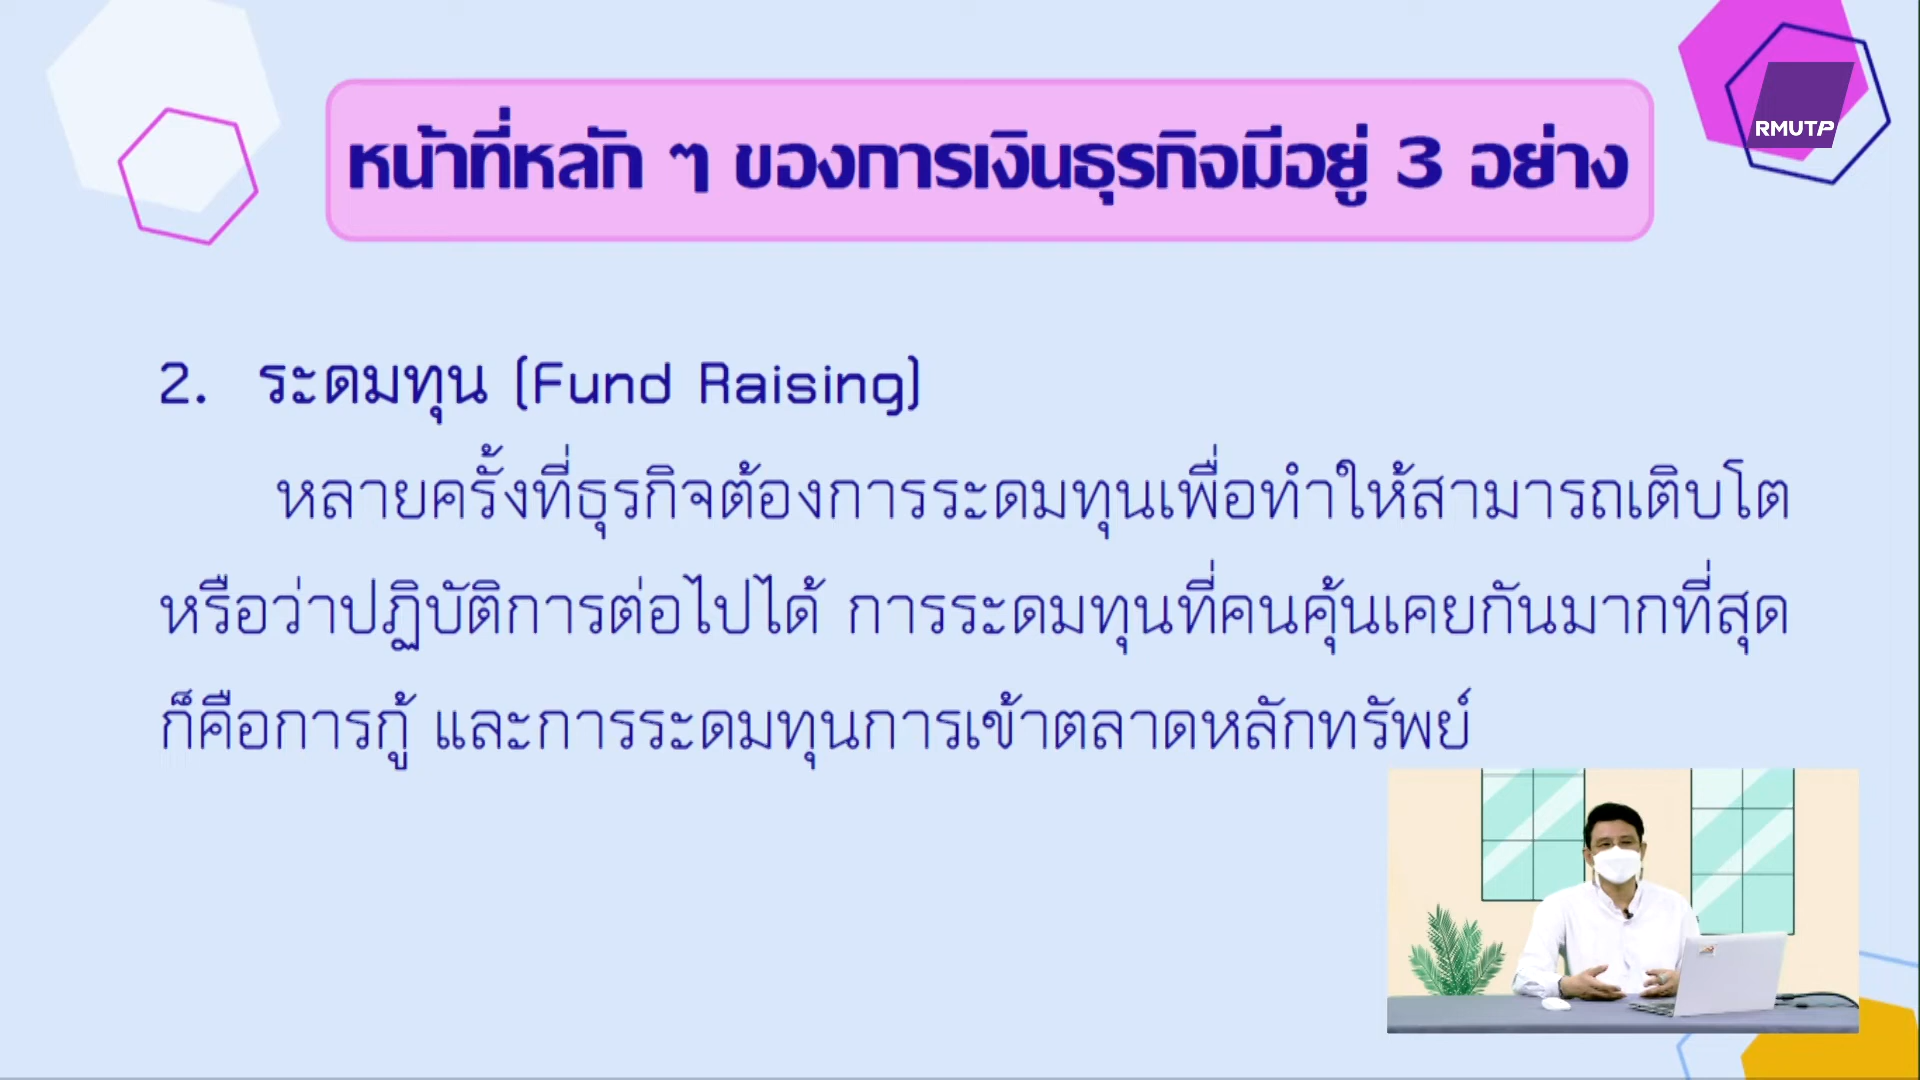 หน้าที่หลัก ๆ ของการเงินธุรกิจมีอยู่ 3 อย่าง
RMUTP
2. ระดมทุน (Fund Raising)
หลายครั้งที่ธุรกิจต้องการระดมทุนเพื่อทำให้สามารถเติบโต
หรือว่าปฏิบัติการต่อไปได้ การระดมทุนที่คนคุ้นเคยกันมากที่สุด
ก็คือการกู้ และการระดมทุนการเข้าตลาดหลักทรัพย์